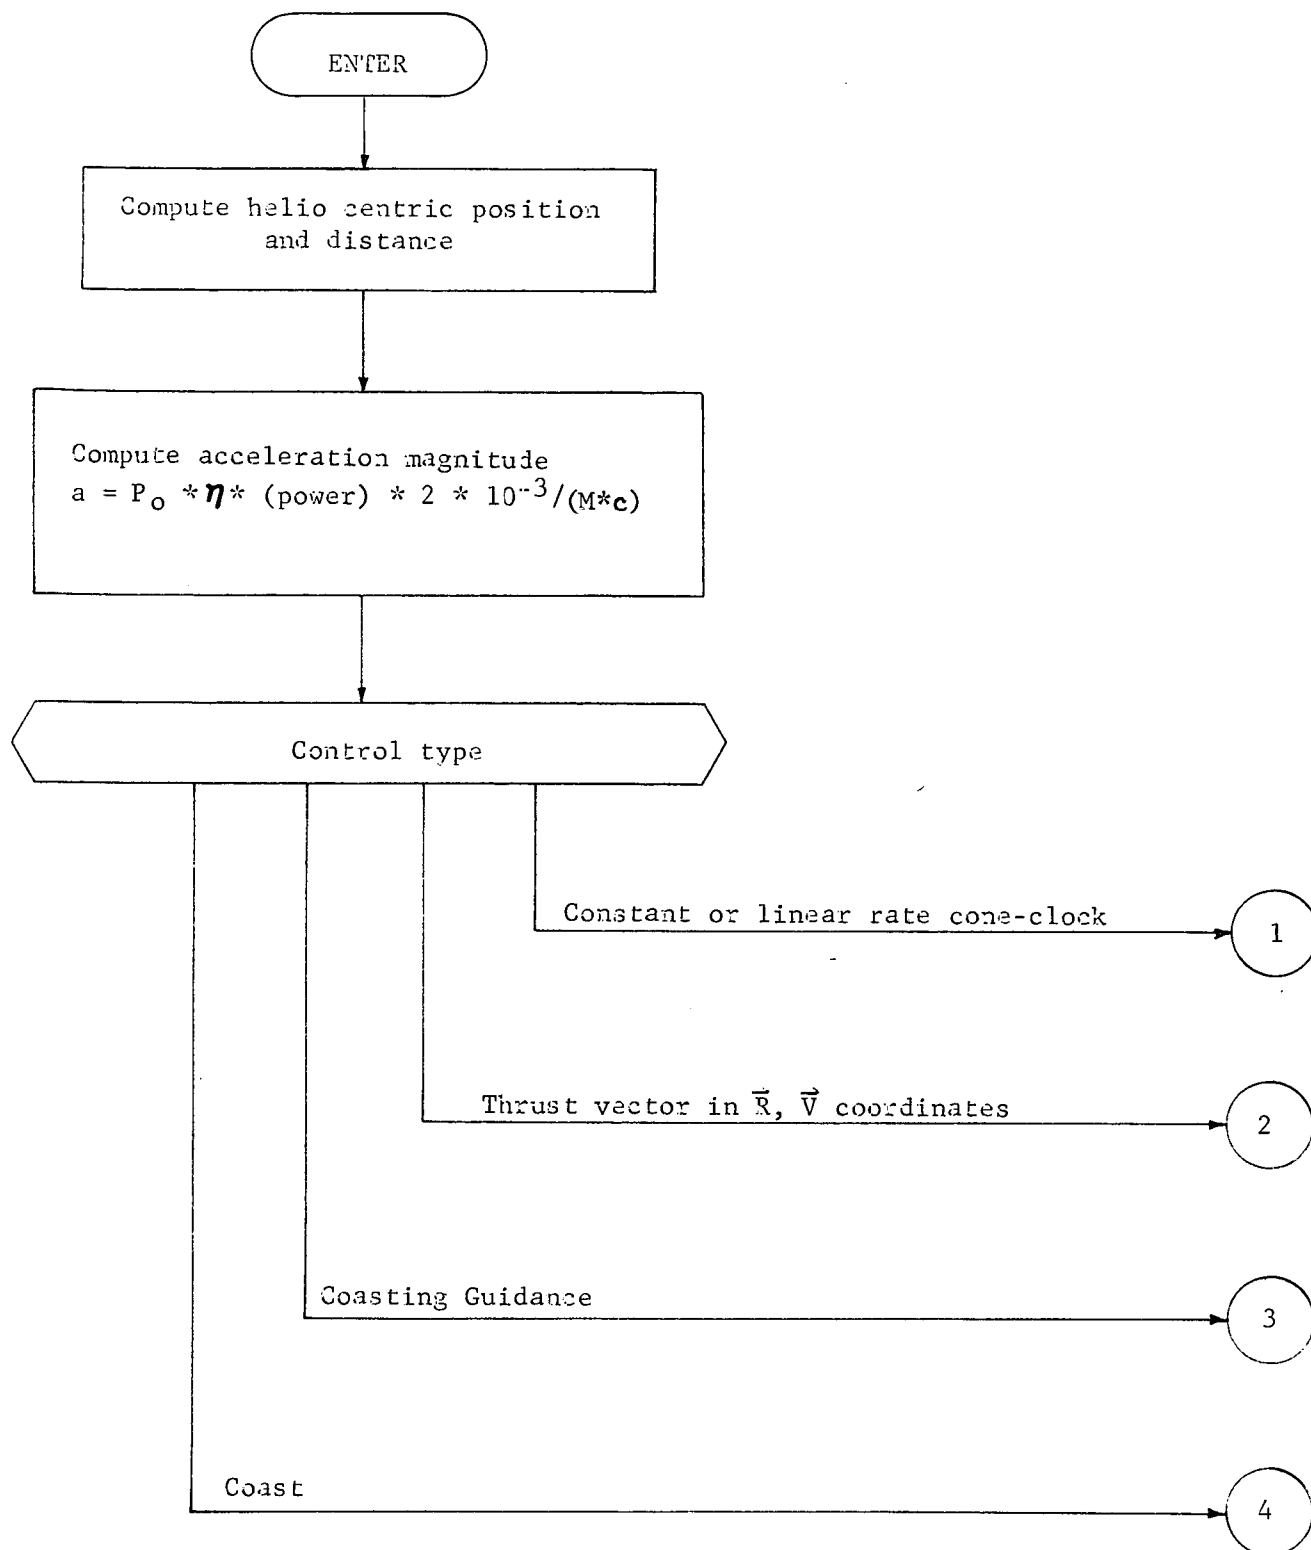 ENTER
Compute helio centric position
and distance
Compute acceleration magnitude
a = P₀ *η* (power) * 2 * 10⁻³/(M*c)
Control type
Constant or linear rate cone-clock
1
Thrust vector in R⃗, V⃗ coordinates
2
Coasting Guidance
3
Coast
4